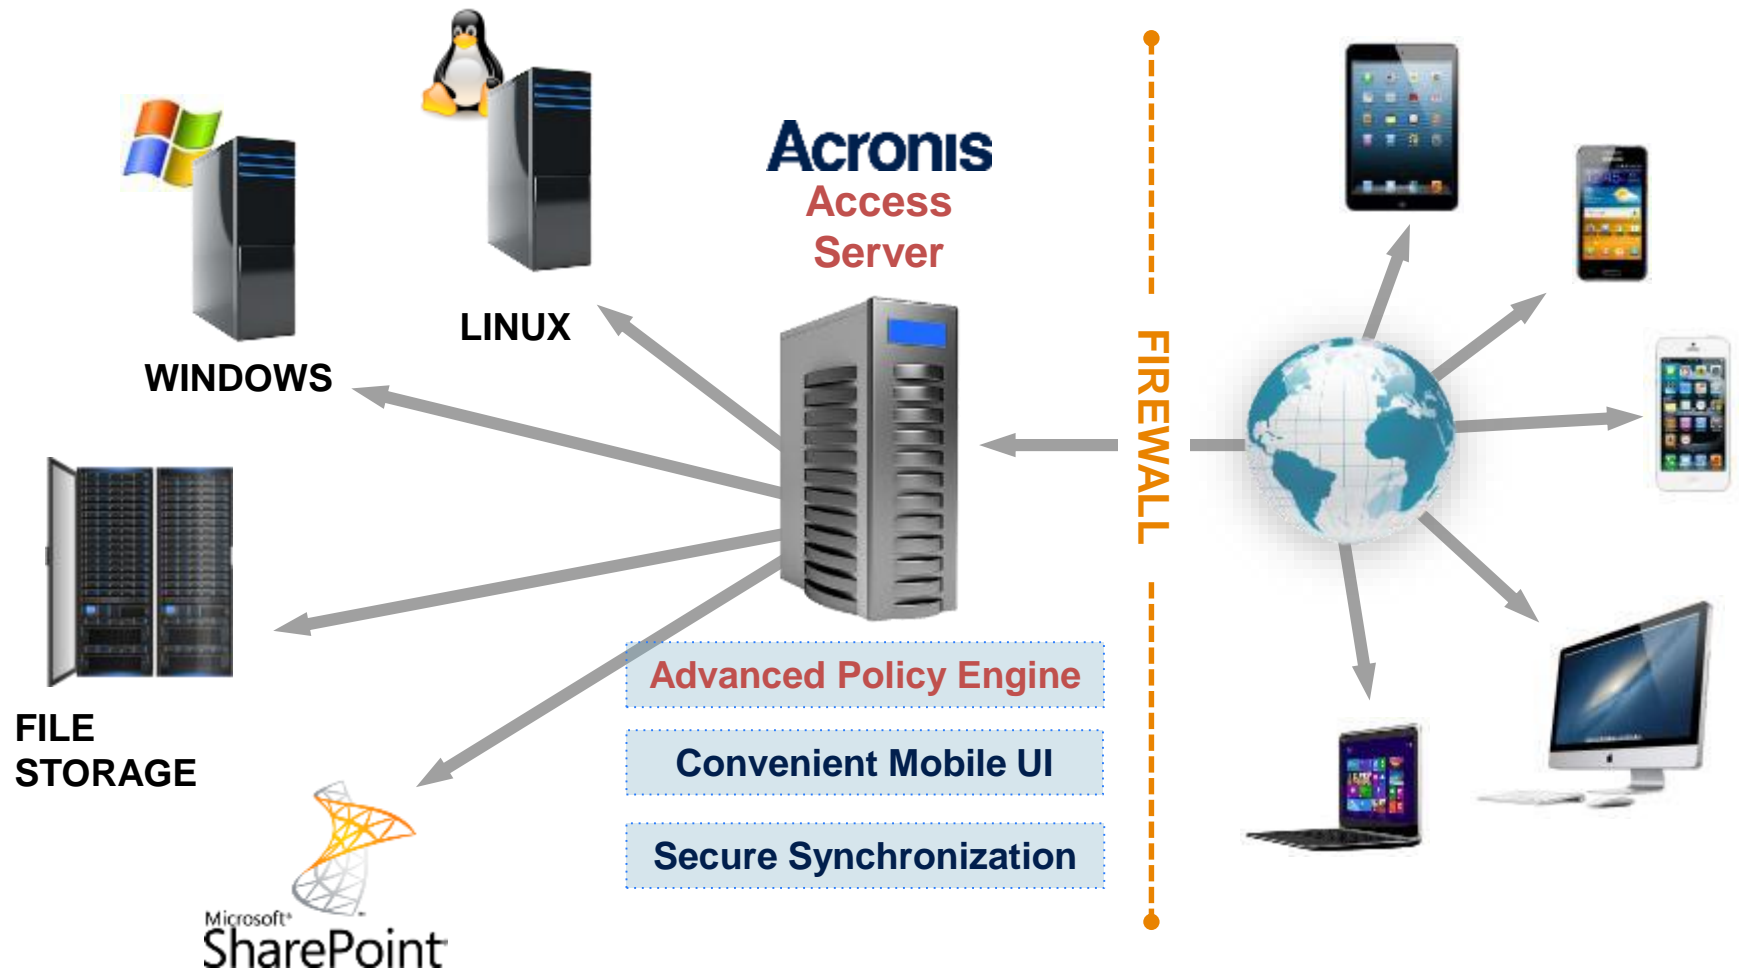 Acronis
Access
Server
LINUX
WINDOWS
FIREWALL
FILE
STORAGE
Advanced Policy Engine
Convenient Mobile UI
Secure Synchronization
Microsoft®
SharePoint